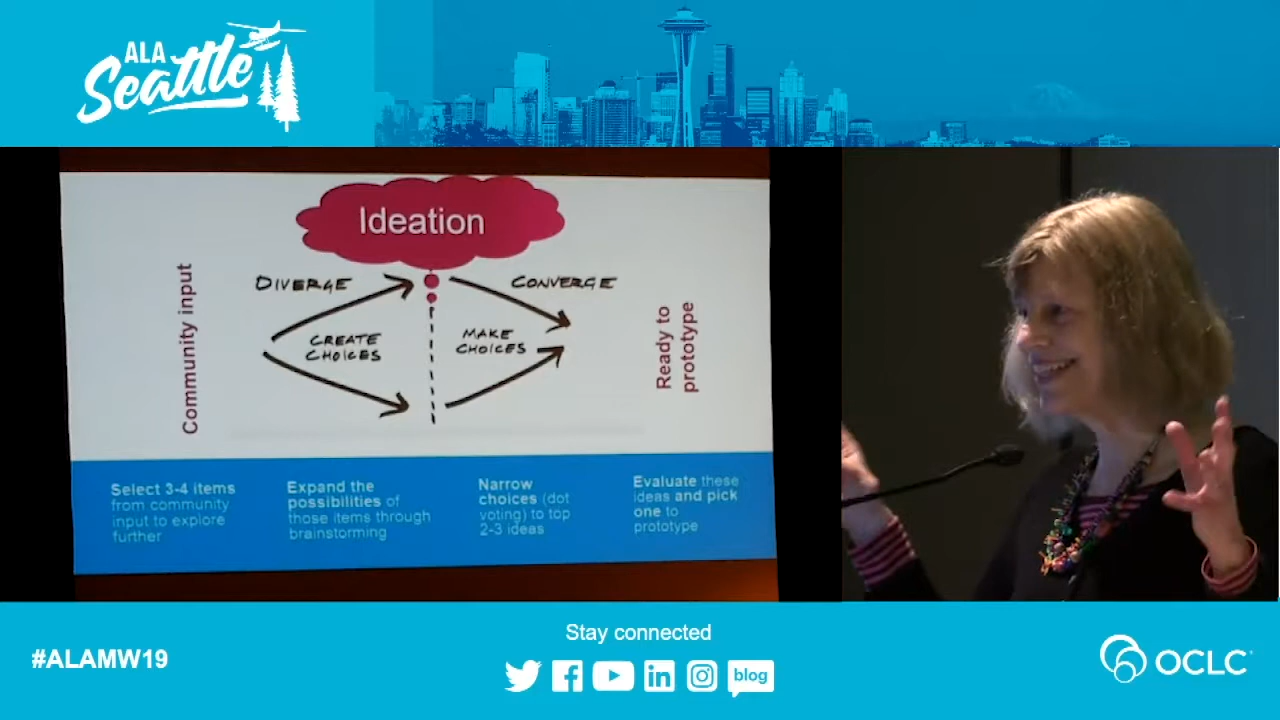 ALA
Seattle
Ideation
Community input
DIVERGE
CONVERGE
CREATE
CHOICES
MAKE
CHOICES
Ready to
prototype
Select 3-4 items
from community
input to explore
further
Expand the
possibilities of
those items through
brainstorming
Narrow
choices (dot
voting) to top
2-3 ideas
Evaluate these
ideas and pick
one to
prototype
Stay connected
#ALAMW19
blog
OCLC